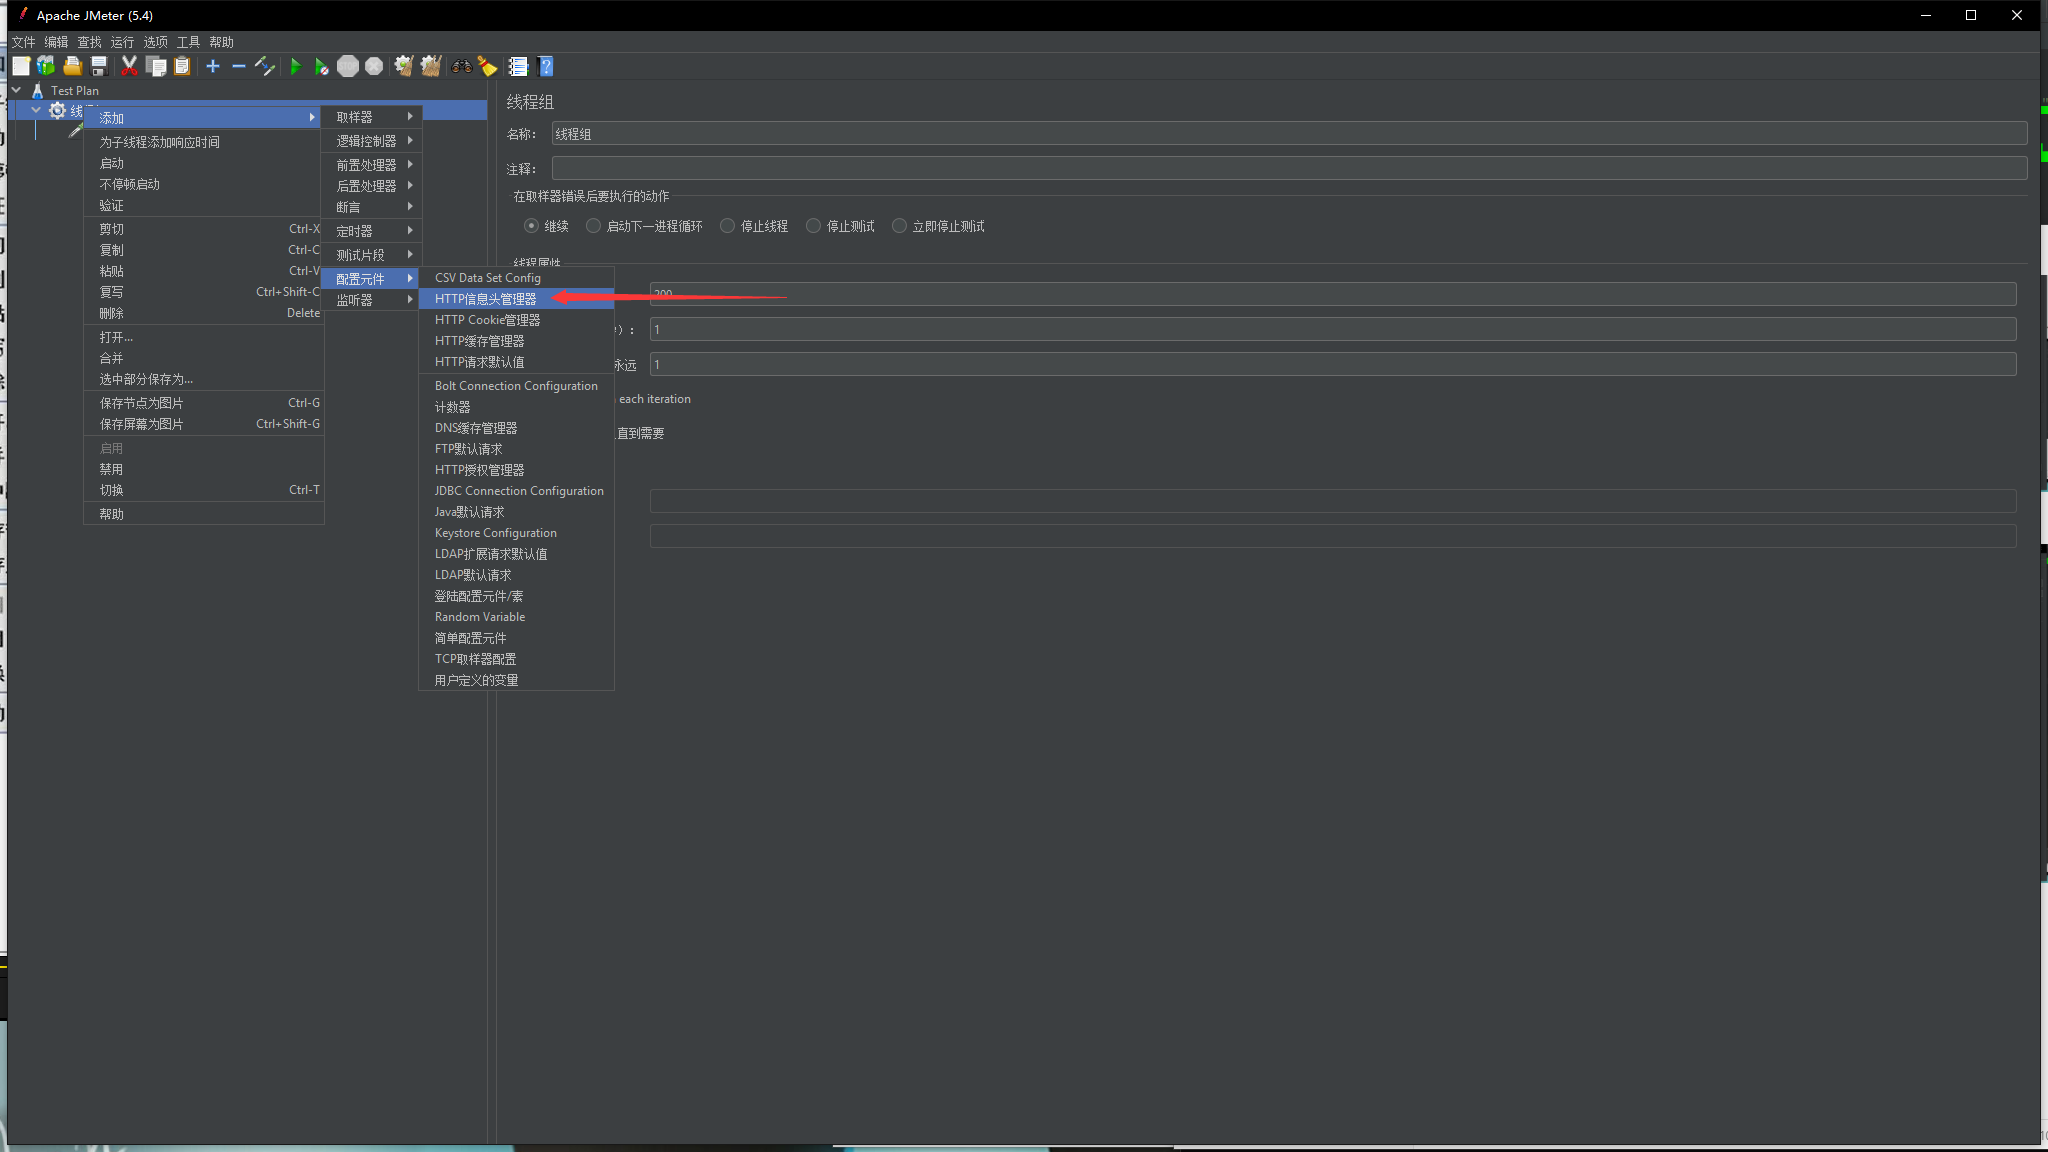 Apache JMeter (5.4)
文件 编辑 查找 运行 选项 工具 帮助
Test Plan
添加
为子线程添加响应时间
启动
不停顿启动
验证
剪切 Ctrl-X
复制 Ctrl-C
粘贴 Ctrl-V
复写 Ctrl+Shift-C
删除 Delete
打开...
合并
选中部分保存为...
保存节点为图片 Ctrl-G
保存屏幕为图片 Ctrl+Shift-G
启用
禁用
切换 Ctrl-T
帮助
取样器
逻辑控制器
前置处理器
后置处理器
断言
定时器
测试片段
配置元件
监听器
CSV Data Set Config
HTTP信息头管理器
HTTP Cookie管理器
HTTP缓存管理器
HTTP请求默认值
Bolt Connection Configuration
计数器
DNS缓存管理器
FTP默认请求
HTTP授权管理器
JDBC Connection Configuration
Java默认请求
Keystore Configuration
LDAP扩展请求默认值
LDAP默认请求
登陆配置元件/素
Random Variable
简单配置元件
TCP取样器配置
用户定义的变量
线程组
名称： 线程组
注释：
在取样器错误后要执行的动作
继续 启动下一进程循环 停止线程 停止测试 立即停止测试
线程属性
200
）： 1
永远 1
each iteration
直到需要